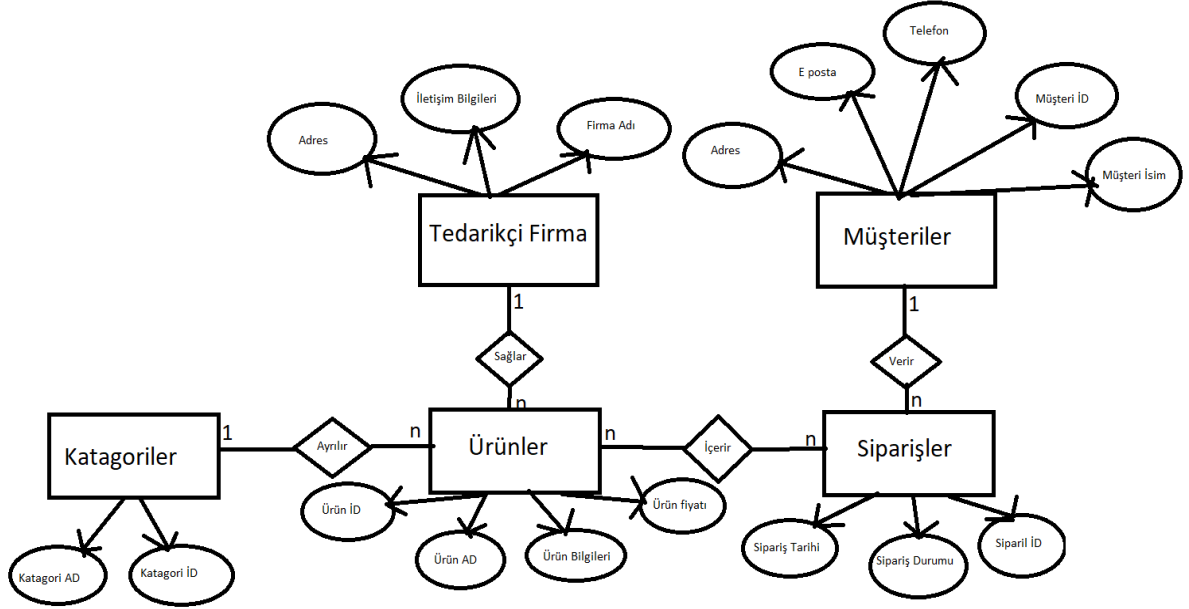 Telefon
E posta
İletişim Bilgileri
Müşteri İD
Adres
Firma Adı
Adres
Müşteri İsim
Tedarikçi Firma
Müşteriler
1
1
Sağlar
Verir
n
n
Katagoriler
1
Ayrılır
n
Ürünler
n
İçerir
n
Siparişler
Ürün İD
Ürün fiyatı
Ürün AD
Ürün Bilgileri
Sipariş Tarihi
Sipariş Durumu
Siparil İD
Katagori AD
Katagori İD